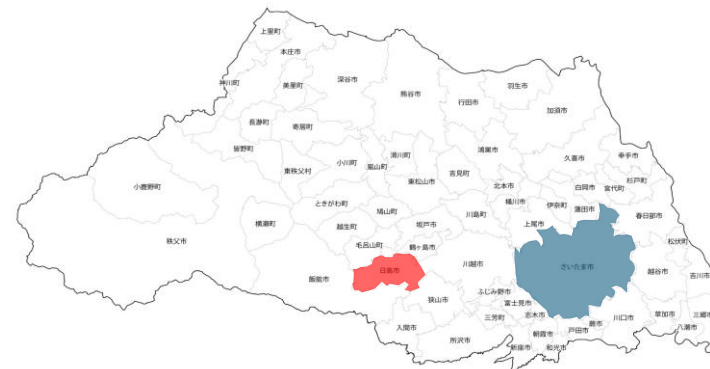 上里町
本庄市
神川町
美里町
深谷市
熊谷市
行田市
羽生市
加須市
長瀞町
寄居町
皆野町
小鹿野町
秩父市
東秩父村
小川町
嵐山町
滑川町
東松山市
吉見町
鴻巣市
北本市
久喜市
幸手市
白岡市
宮代町
杉戸町
ときがわ町
鳩山町
横瀬町
越生町
毛呂山町
坂戸市
鶴ヶ島市
川島町
桶川市
伊奈町
蓮田市
上尾市
春日部市
松伏町
日高市
飯能市
川越市
さいたま市
越谷市
吉川市
狭山市
ふじみ野市
富士見市
三芳町
志木市
入間市
所沢市
朝霞市
新座市
和光市
戸田市
蕨市
川口市
草加市
八潮市
三郷市